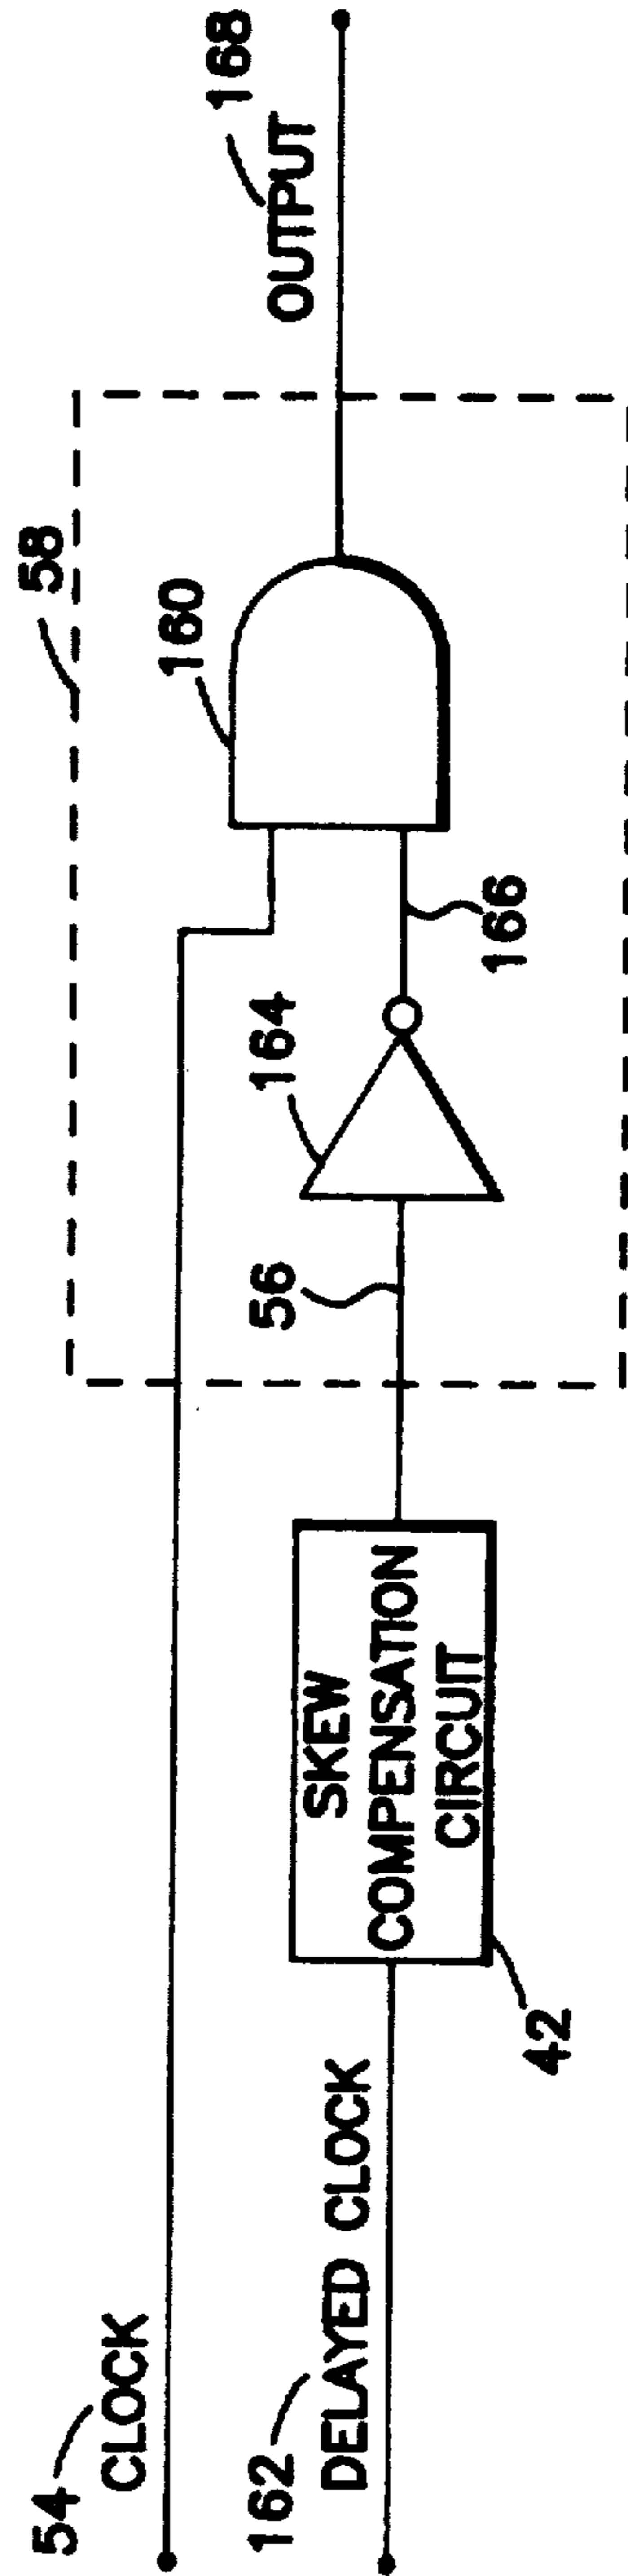 54
CLOCK
162
DELAYED CLOCK
SKEW
COMPENSATION
CIRCUIT
42
56
164
166
160
58
OUTPUT
168